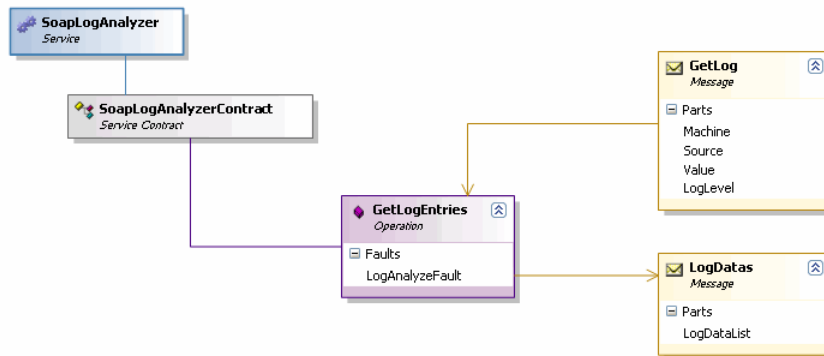 SoapLogAnalyzer
Service
SoapLogAnalyzerContract
Service Contract
GetLogEntries
Operation
Faults
LogAnalyzeFault
GetLog
Message
Parts
Machine
Source
Value
LogLevel
LogDatas
Message
Parts
LogDataList